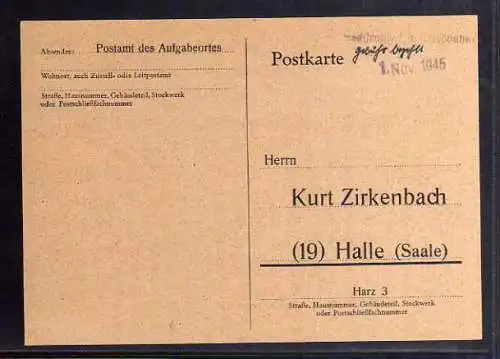 Absender: Postamt des Aufgabeortes
Wohnort, auch Zustell- oder Leitpostamt
Straße, Hausnummer, Gebäudeteil, Stockwerk
oder Postschließfachnummer
Postkarte
1. Nov. 1945
Herrn
Kurt Zirkenbach
(19) Halle (Saale)
Harz 3
Straße, Hausnummer, Gebäudeteil, Stockwerk
oder Postschließfachnummer